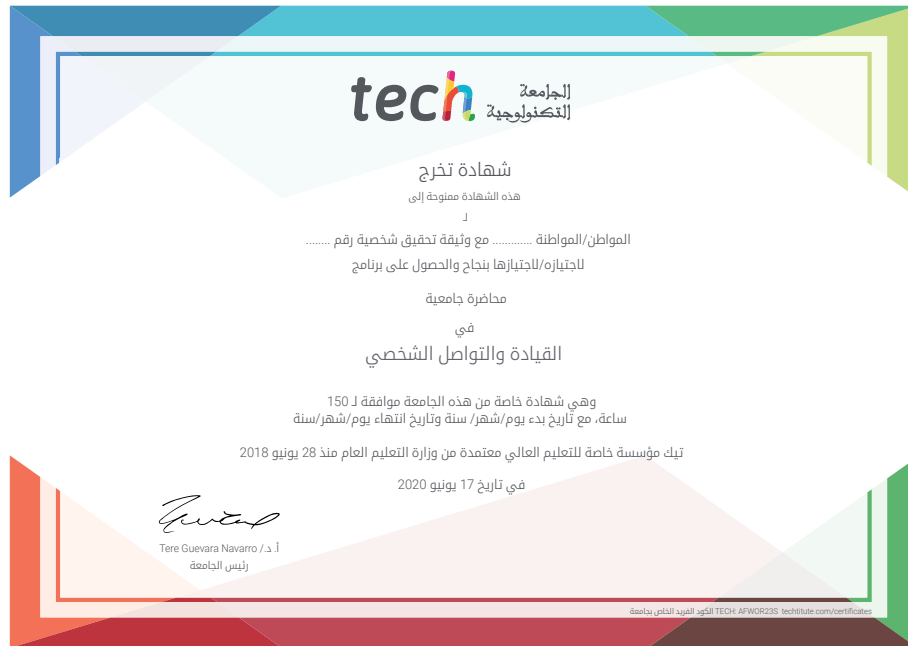 tech الجامعة
التكنولوجية
شهادة تخرج
هذه الشهادة ممنوحة إلى
لـ
المواطن/المواطنة ............ مع وثيقة تحقيق شخصية رقم ........
لاجتيازه/لاجتيازها بنجاح والحصول على برنامج
محاضرة جامعية
في
القيادة والتواصل الشخصي
وهي شهادة خاصة من هذه الجامعة موافقة لـ 150
ساعة، مع تاريخ بدء يوم/شهر/ سنة وتاريخ انتهاء يوم/شهر/سنة
تيك مؤسسة خاصة للتعليم العالي معتمدة من وزارة التعليم العام منذ 28 يونيو 2018
في تاريخ 17 يونيو 2020
أ. د./ Tere Guevara Navarro
رئيس الجامعة
الكود الفريد الخاص بجامعة TECH: AFWOR23S techtitute.com/certificates